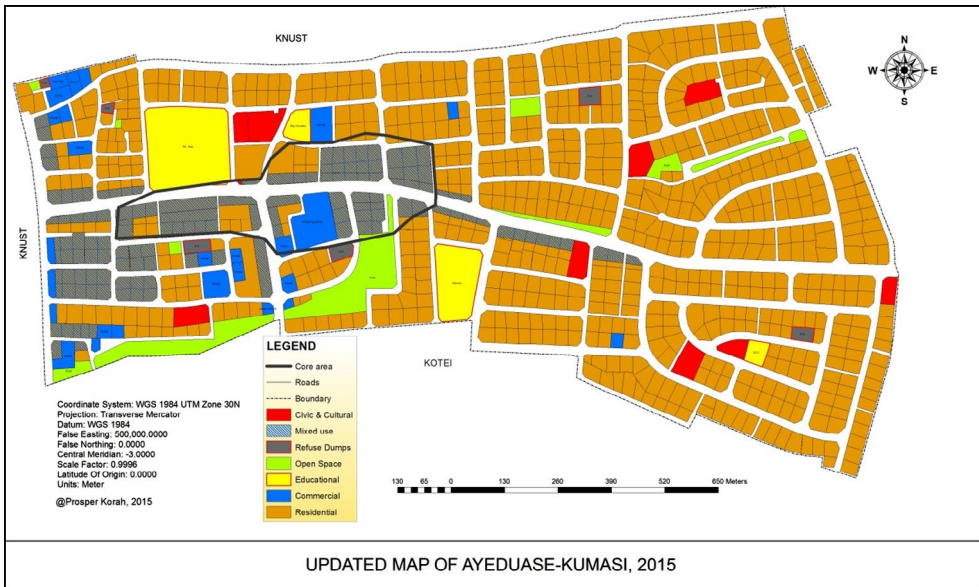 KNUST
N
W
E
S
KNUST
KOTEI
LEGEND
Core area
Roads
Boundary
Civic & Cultural
Mixed use
Refuse Dumps
Open Space
Educational
Commercial
Residential
Coordinate System: WGS 1984 UTM Zone 30N
Projection: Transverse Mercator
Datum: WGS 1984
False Easting: 500,000.0000
False Northing: 0.0000
Central Meridian: -3.0000
Scale Factor: 0.9996
Latitude Of Origin: 0.0000
Units: Meter
@Prosper Korah, 2015
130 65 0 130 260 390 520 650 Meters
UPDATED MAP OF AYEDUASE-KUMASI, 2015